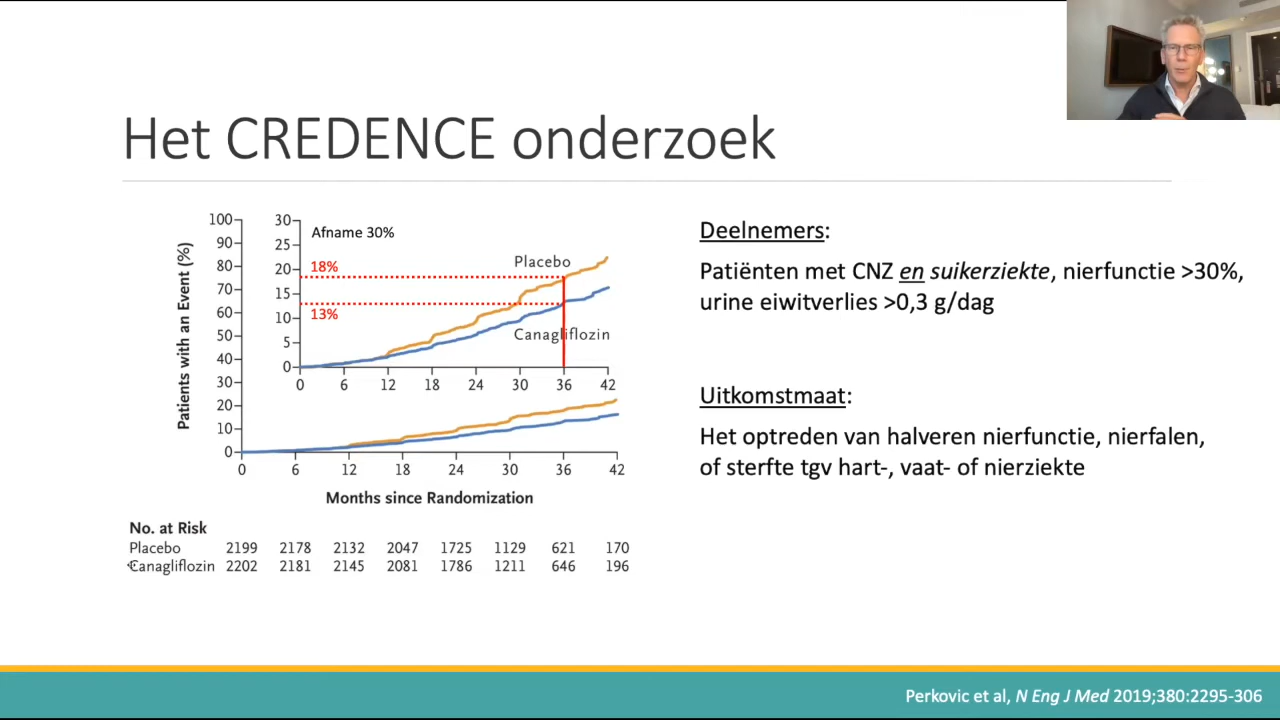 Het CREDENCE onderzoek
Patients with an Event (%)
100
90
80
70
60
50
40
30
20
10
0
30
25
20
15
10
5
0
Afname 30%
18%
13%
Placebo
Canagliflozin
0 6 12 18 24 30 36 42
0 6 12 18 24 30 36 42
Months since Randomization
No. at Risk
Placebo 2199 2178 2132 2047 1725 1129 621 170
Canagliflozin 2202 2181 2145 2081 1786 1211 646 196
Deelnemers:
Patiënten met CNZ en suikerziekte, nierfunctie >30%,
urine eiwitverlies >0,3 g/dag
Uitkomstmaat:
Het optreden van halveren nierfunctie, nierfalen,
of sterfte tgv hart-, vaat- of nierziekte
Perkovic et al, N Eng J Med 2019;380:2295-306